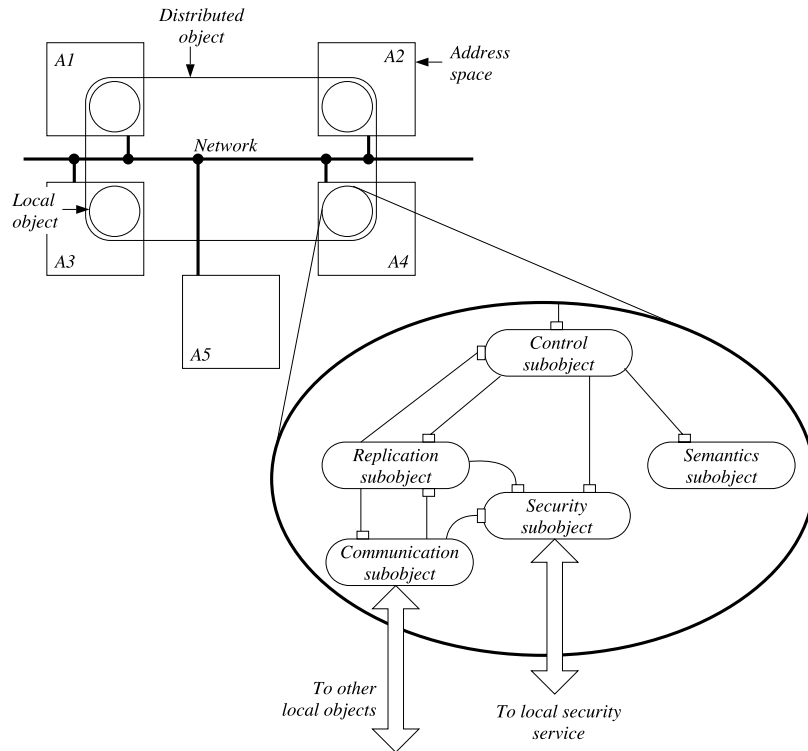 Distributed
object
A1
A2
Address
space
Network
Local
object
A3
A4
A5
Control
subobject
Replication
subobject
Semantics
subobject
Security
subobject
Communication
subobject
To other
local objects
To local security
service